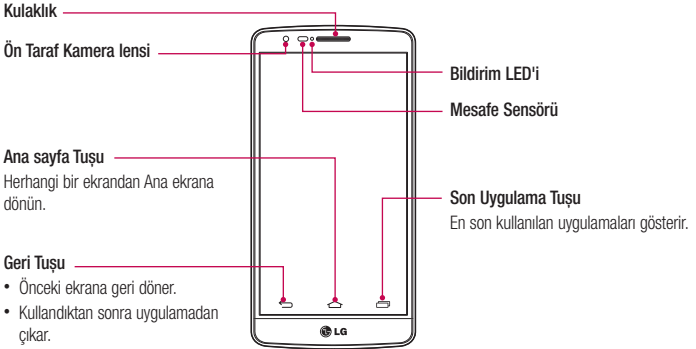 Kulaklık
Ön Taraf Kamera lensi
Bildirim LED'i
Mesafe Sensörü
Ana sayfa Tuşu
Herhangi bir ekrandan Ana ekrana
dönün.
Son Uygulama Tuşu
En son kullanılan uygulamaları gösterir.
Geri Tuşu
• Önceki ekrana geri döner.
• Kullandıktan sonra uygulamadan
çıkar.
LG